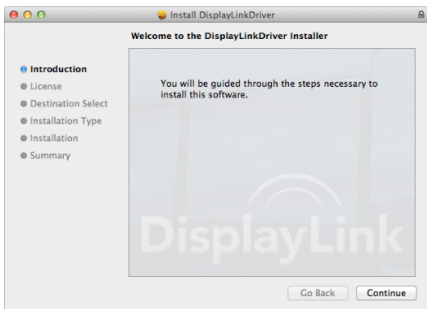 Install DisplayLinkDriver
Welcome to the DisplayLinkDriver Installer
Introduction
License
Destination Select
Installation Type
Installation
Summary
You will be guided through the steps necessary to
install this software.
DisplayLink
Go Back
Continue